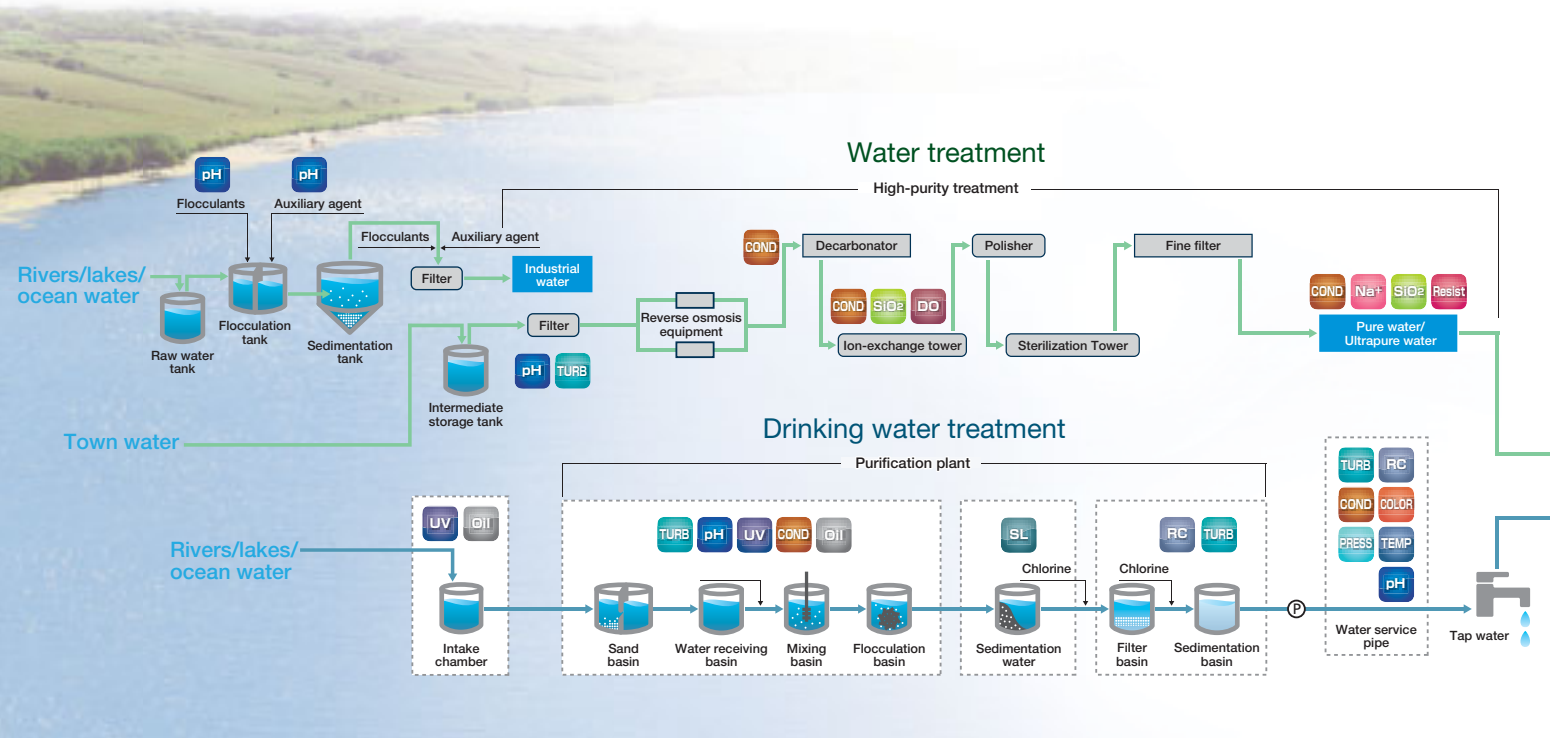 Water treatment
High-purity treatment
pH
pH
Flocculants
Auxiliary agent
Flocculants
Auxiliary agent
Rivers/lakes/
ocean water
Raw water
tank
Flocculation
tank
Sedimentation
tank
Filter
Industrial
water
Town water
Intermediate
storage tank
Filter
pH
TURB
Reverse osmosis
equipment
COND
Decarbonator
COND
SiO2
DO
Ion-exchange tower
Polisher
Sterilization Tower
Fine filter
COND
Na+
SiO2
Resist
Pure water/
Ultrapure water
Drinking water treatment
Purification plant
Rivers/lakes/
ocean water
UV
Oil
Intake
chamber
TURB
pH
UV
COND
Oil
Sand
basin
Water receiving
basin
Mixing
basin
Flocculation
basin
SL
Chlorine
Sedimentation
water
RC
TURB
Chlorine
Filter
basin
Sedimentation
basin
P
TURB
RC
COND
COLOR
PRESS
TEMP
pH
Water service
pipe
Tap water